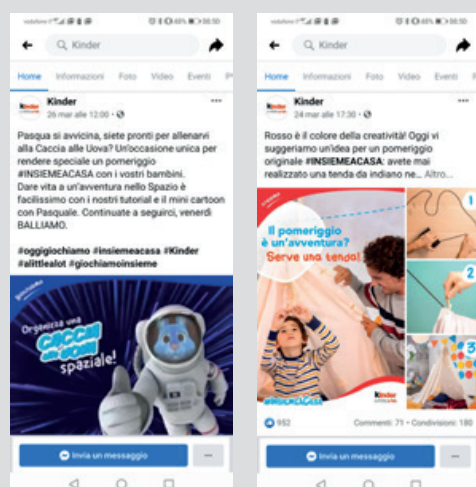 Kinder
Home Informazioni Foto Video Eventi
Kinder
26 mar alle 12:00
Pasqua si avvicina, siete pronti per allenarvi
alla Caccia alle Uova? Un'occasione unica per
rendere speciale un pomeriggio
#INSIEMEACASA con i vostri bambini.
Dare vita a un'avventura nello Spazio è
facilissimo con i nostri tutorial e il mini cartoon
con Pasquale. Continuate a seguirci, venerdì
BALLIAMO.
#oggigiochiamo #insiemeacasa #Kinder
#alittlealot #giochiamoinsieme
Organizza una
CACCIA
alle UOVA
spaziale!
Invia un messaggio
Kinder
Home Informazioni Foto Video Eventi
Kinder
24 mar alle 17:30
Rosso è il colore della creatività! Oggi vi
suggeriamo un'idea per un pomeriggio
originale #INSIEMEACASA: avete mai
realizzato una tenda da indiano ne... Altro...
Il pomeriggio
è un'avventura?
Serve una tenda!
1
2
3
#INSIEMEACASA
Kinder
952 Commenti: 71 • Condivisioni: 180
Invia un messaggio